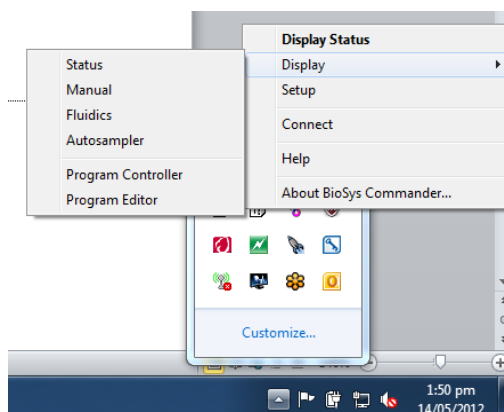 Display Status
Display
Setup
Connect
Help
About BioSys Commander...
Status
Manual
Fluidics
Autosampler
Program Controller
Program Editor
Customize...
1:50 pm
14/05/2012